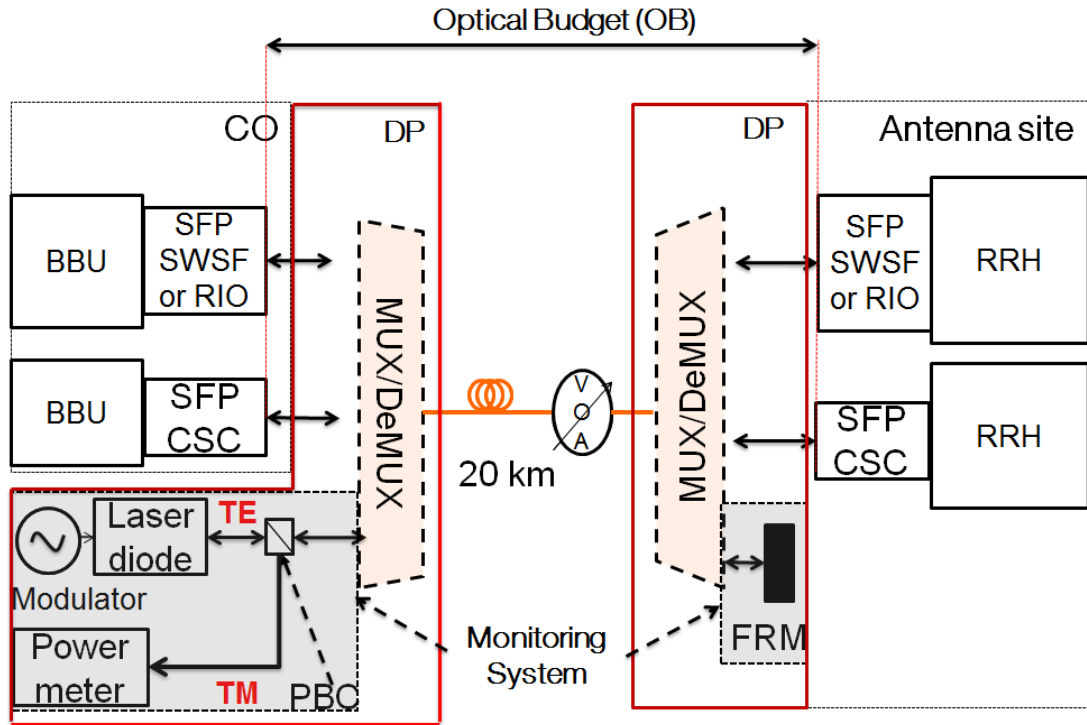 Optical Budget (OB)
CO
DP
DP
Antenna site
BBU
SFP
SWSF
or RIO
MUX/DeMUX
MUX/DeMUX
SFP
SWSF
or RIO
RRH
BBU
SFP
CSC
20 km
V
O
A
SFP
CSC
RRH
Laser
diode
TE
Modulator
Power
meter
TM
PBC
Monitoring
System
FRM